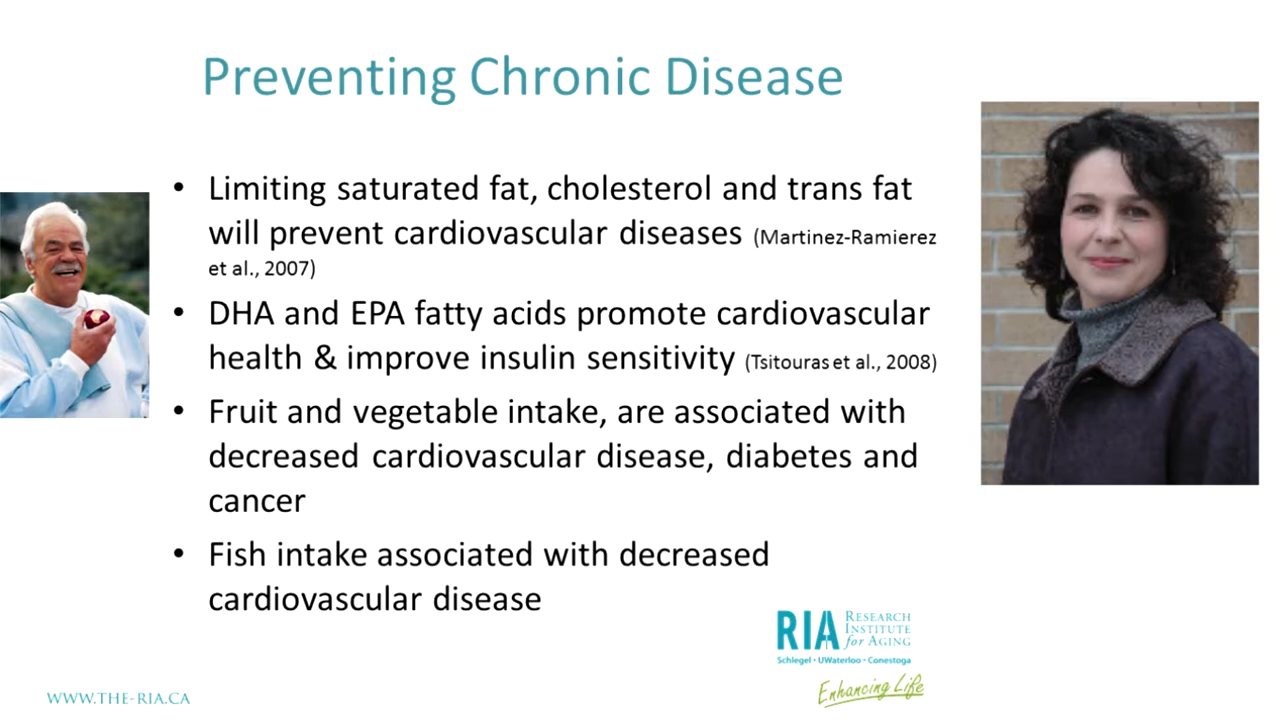 Preventing Chronic Disease
• Limiting saturated fat, cholesterol and trans fat
will prevent cardiovascular diseases (Martinez-Ramierez
et al., 2007)
• DHA and EPA fatty acids promote cardiovascular
health & improve insulin sensitivity (Tsitouras et al., 2008)
• Fruit and vegetable intake, are associated with
decreased cardiovascular disease, diabetes and
cancer
• Fish intake associated with decreased
cardiovascular disease
RIA RESEARCH
INSTITUTE
for AGING
Schlegel • UWaterloo • Conestoga
Enhancing Life
WWW.THE-RIA.CA